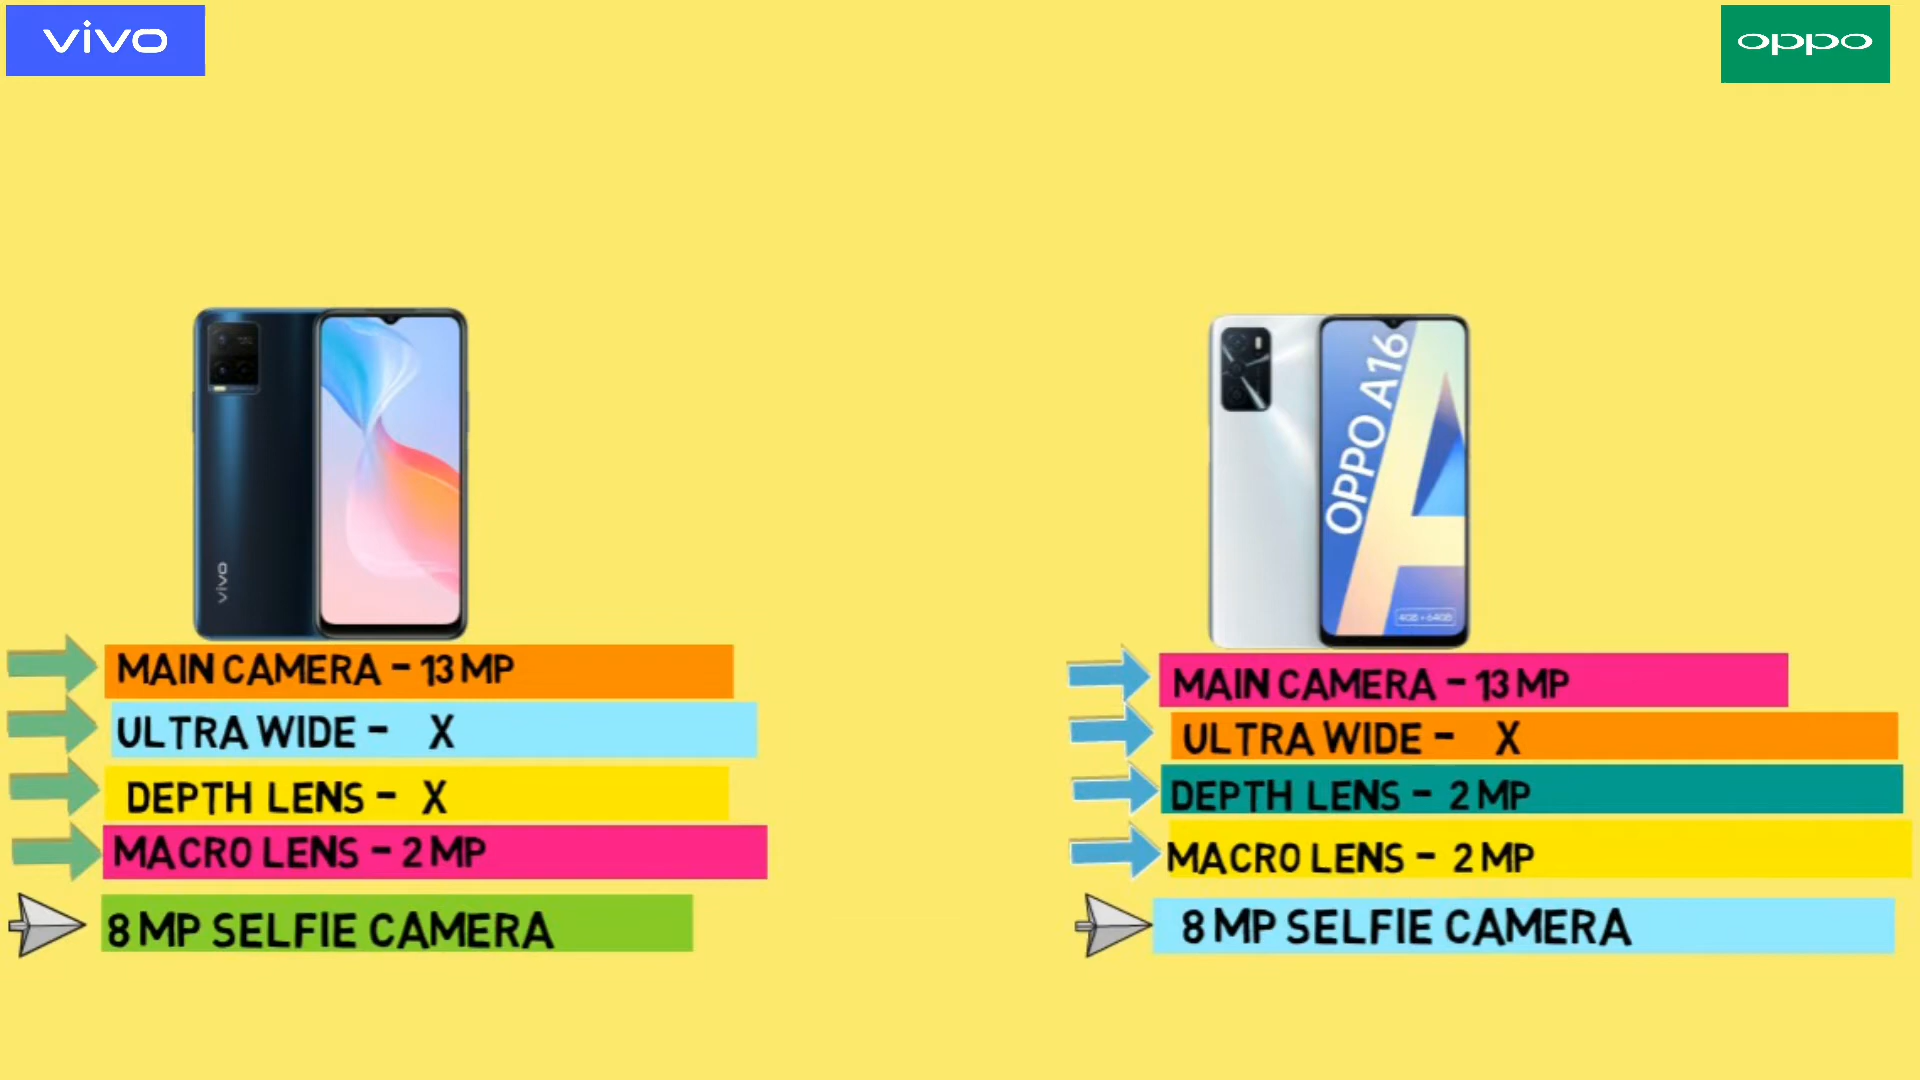 vivo
oppo
vivo
OPPO A16
4GB+64GB
MAIN CAMERA - 13 MP
ULTRA WIDE - X
DEPTH LENS - X
MACRO LENS - 2 MP
8 MP SELFIE CAMERA
MAIN CAMERA - 13 MP
ULTRA WIDE - X
DEPTH LENS - 2 MP
MACRO LENS - 2 MP
8 MP SELFIE CAMERA